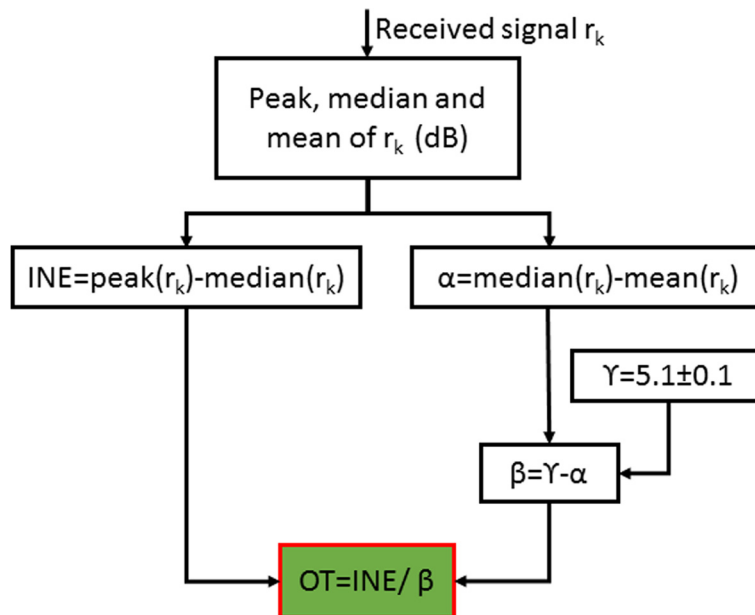 Received signal rₖ
Peak, median and
mean of rₖ (dB)
INE=peak(rₖ)-median(rₖ)
α=median(rₖ)-mean(rₖ)
ϒ=5.1±0.1
β=ϒ-α
OT=INE/ β